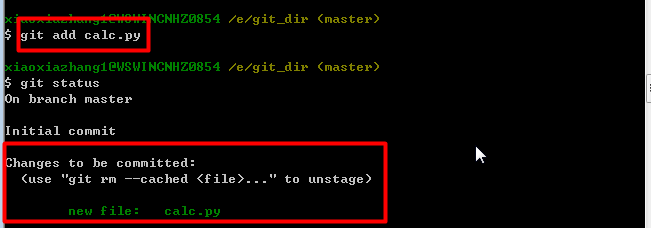 xiaoxiazhang1@WSWINCNHZ0854 /e/git_dir (master)
$ git add calc.py
xiaoxiazhang1@WSWINCNHZ0854 /e/git_dir (master)
$ git status
On branch master
Initial commit
Changes to be committed:
(use "git rm --cached <file>..." to unstage)
new file: calc.py